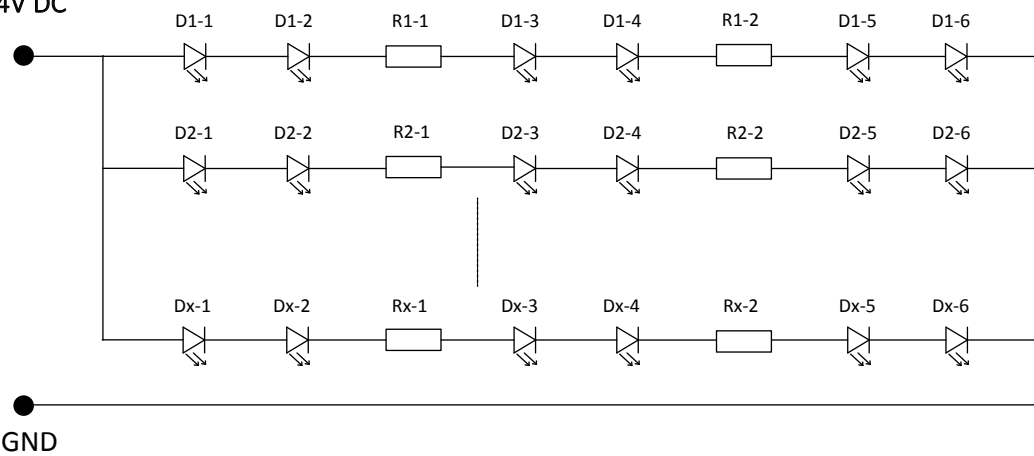 4V DC
D1-1 D1-2 R1-1 D1-3 D1-4 R1-2 D1-5 D1-6
D2-1 D2-2 R2-1 D2-3 D2-4 R2-2 D2-5 D2-6
Dx-1 Dx-2 Rx-1 Dx-3 Dx-4 Rx-2 Dx-5 Dx-6
GND